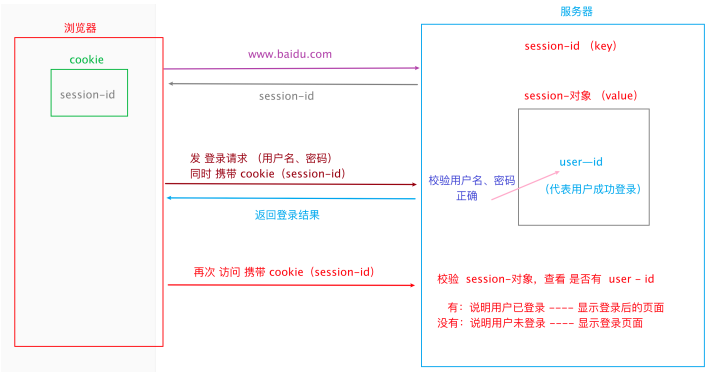 浏览器
服务器
cookie
session-id
www.baidu.com
session-id
session-id （key）
session-对象 （value）
user—id
（代表用户成功登录）
发 登录请求 （用户名、密码）
同时 携带 cookie（session-id）
校验用户名、密码
正确
返回登录结果
再次 访问 携带 cookie（session-id）
校验 session-对象，查看 是否有 user - id
有：说明用户已登录 ---- 显示登录后的页面
没有：说明用户未登录 ---- 显示登录页面